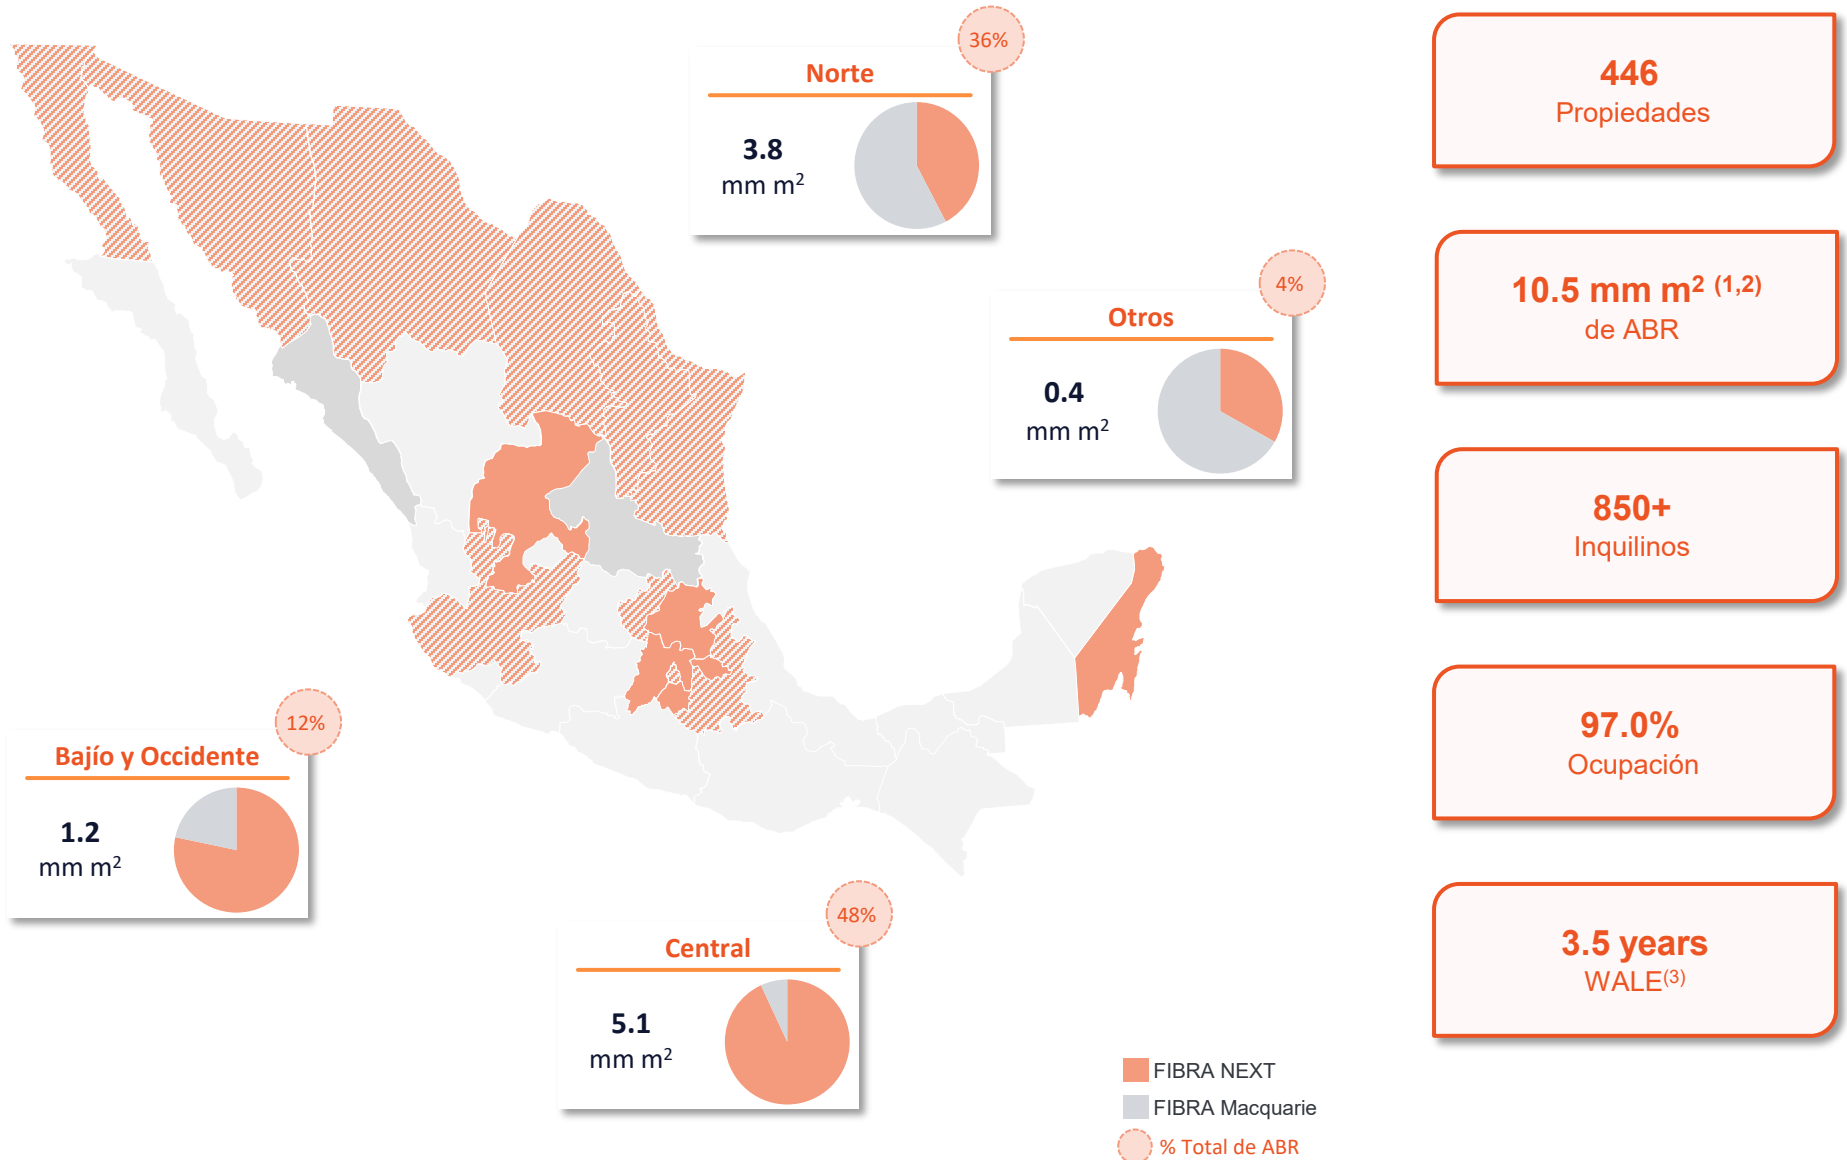 36%
Norte
3.8
mm m²
4%
Otros
0.4
mm m²
12%
Bajío y Occidente
1.2
mm m²
48%
Central
5.1
mm m²
FIBRA NEXT
FIBRA Macquarie
% Total de ABR
446
Propiedades
10.5 mm m² (1,2)
de ABR
850+
Inquilinos
97.0%
Ocupación
3.5 years
WALE(3)